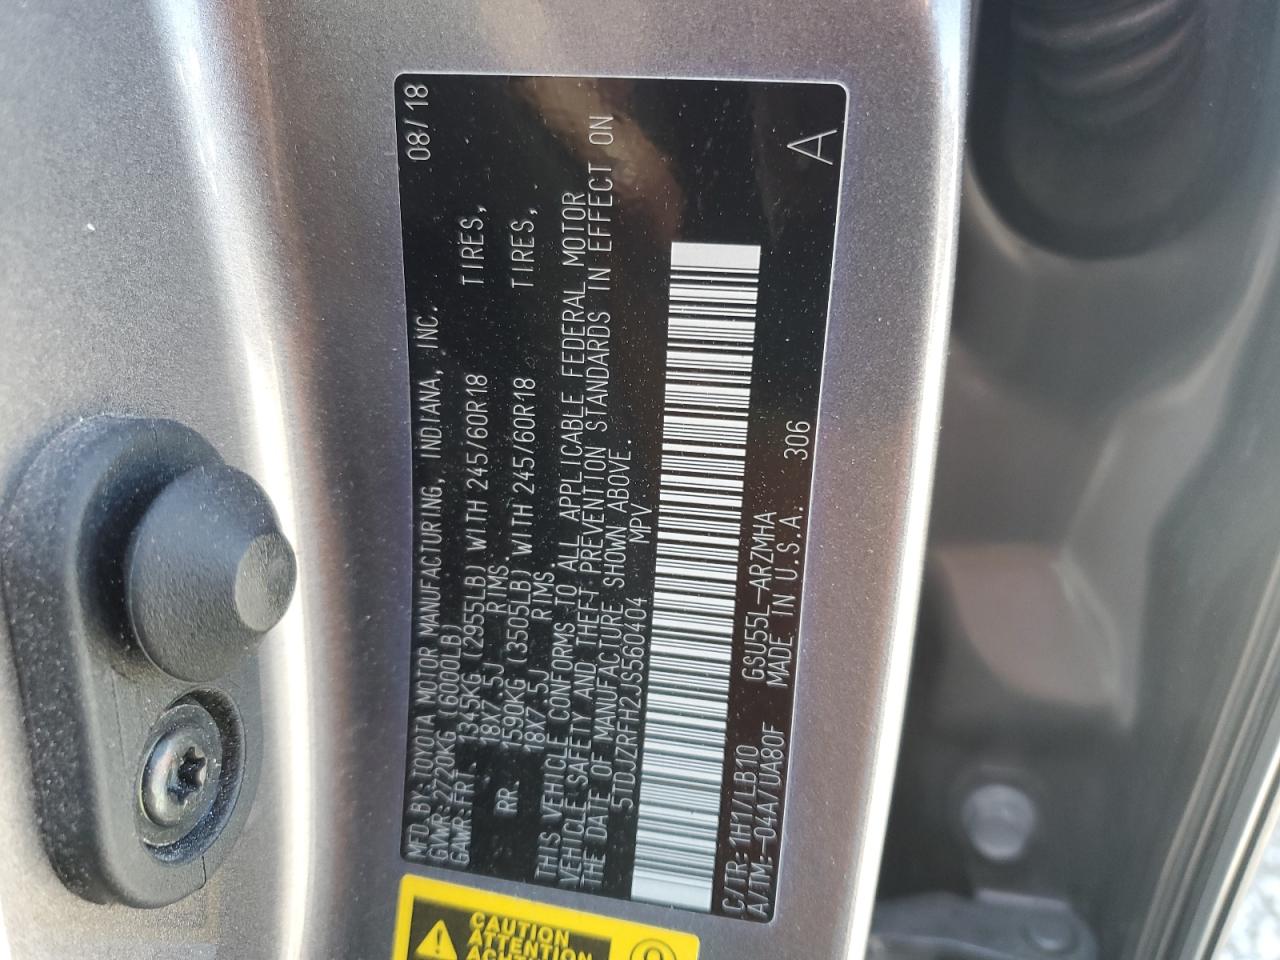 MFD.BY:TOYOTA MOTOR MANUFACTURING, INDIANA, INC. 08/18
GVWR:2720KG (6000LB)
GAWR:FRT 1345KG (2955LB) WITH 245/60R18 TIRES,
18X7.5J RIMS
RR. 1590KG (3505LB) WITH 245/60R18 TIRES,
18X7.5J RIMS
THIS VEHICLE CONFORMS TO ALL APPLICABLE FEDERAL MOTOR
VEHICLE SAFETY AND THEFT PREVENTION STANDARDS IN EFFECT ON
THE DATE OF MANUFACTURE SHOWN ABOVE.
5TDJZRFH2JS560404 MPV
C/TR:1H1/LB10 GSU55L-ARZMHA
A/TM:-04A/UA80F MADE IN U.S.A. 306 A
CAUTION
ATTENTION